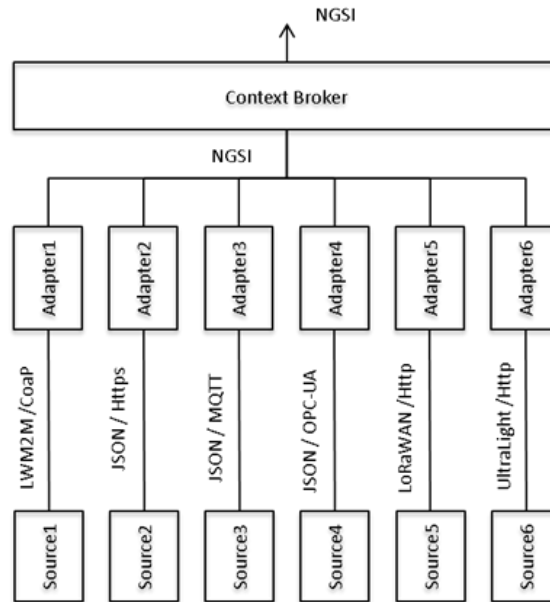 NGSI
Context Broker
NGSI
Adapter1
Adapter2
Adapter3
Adapter4
Adapter5
Adapter6
LWM2M /CoaP
JSON / Https
JSON / MQTT
JSON / OPC-UA
LoRaWAN /Http
UltraLight /Http
Source1
Source2
Source3
Source4
Source5
Source6